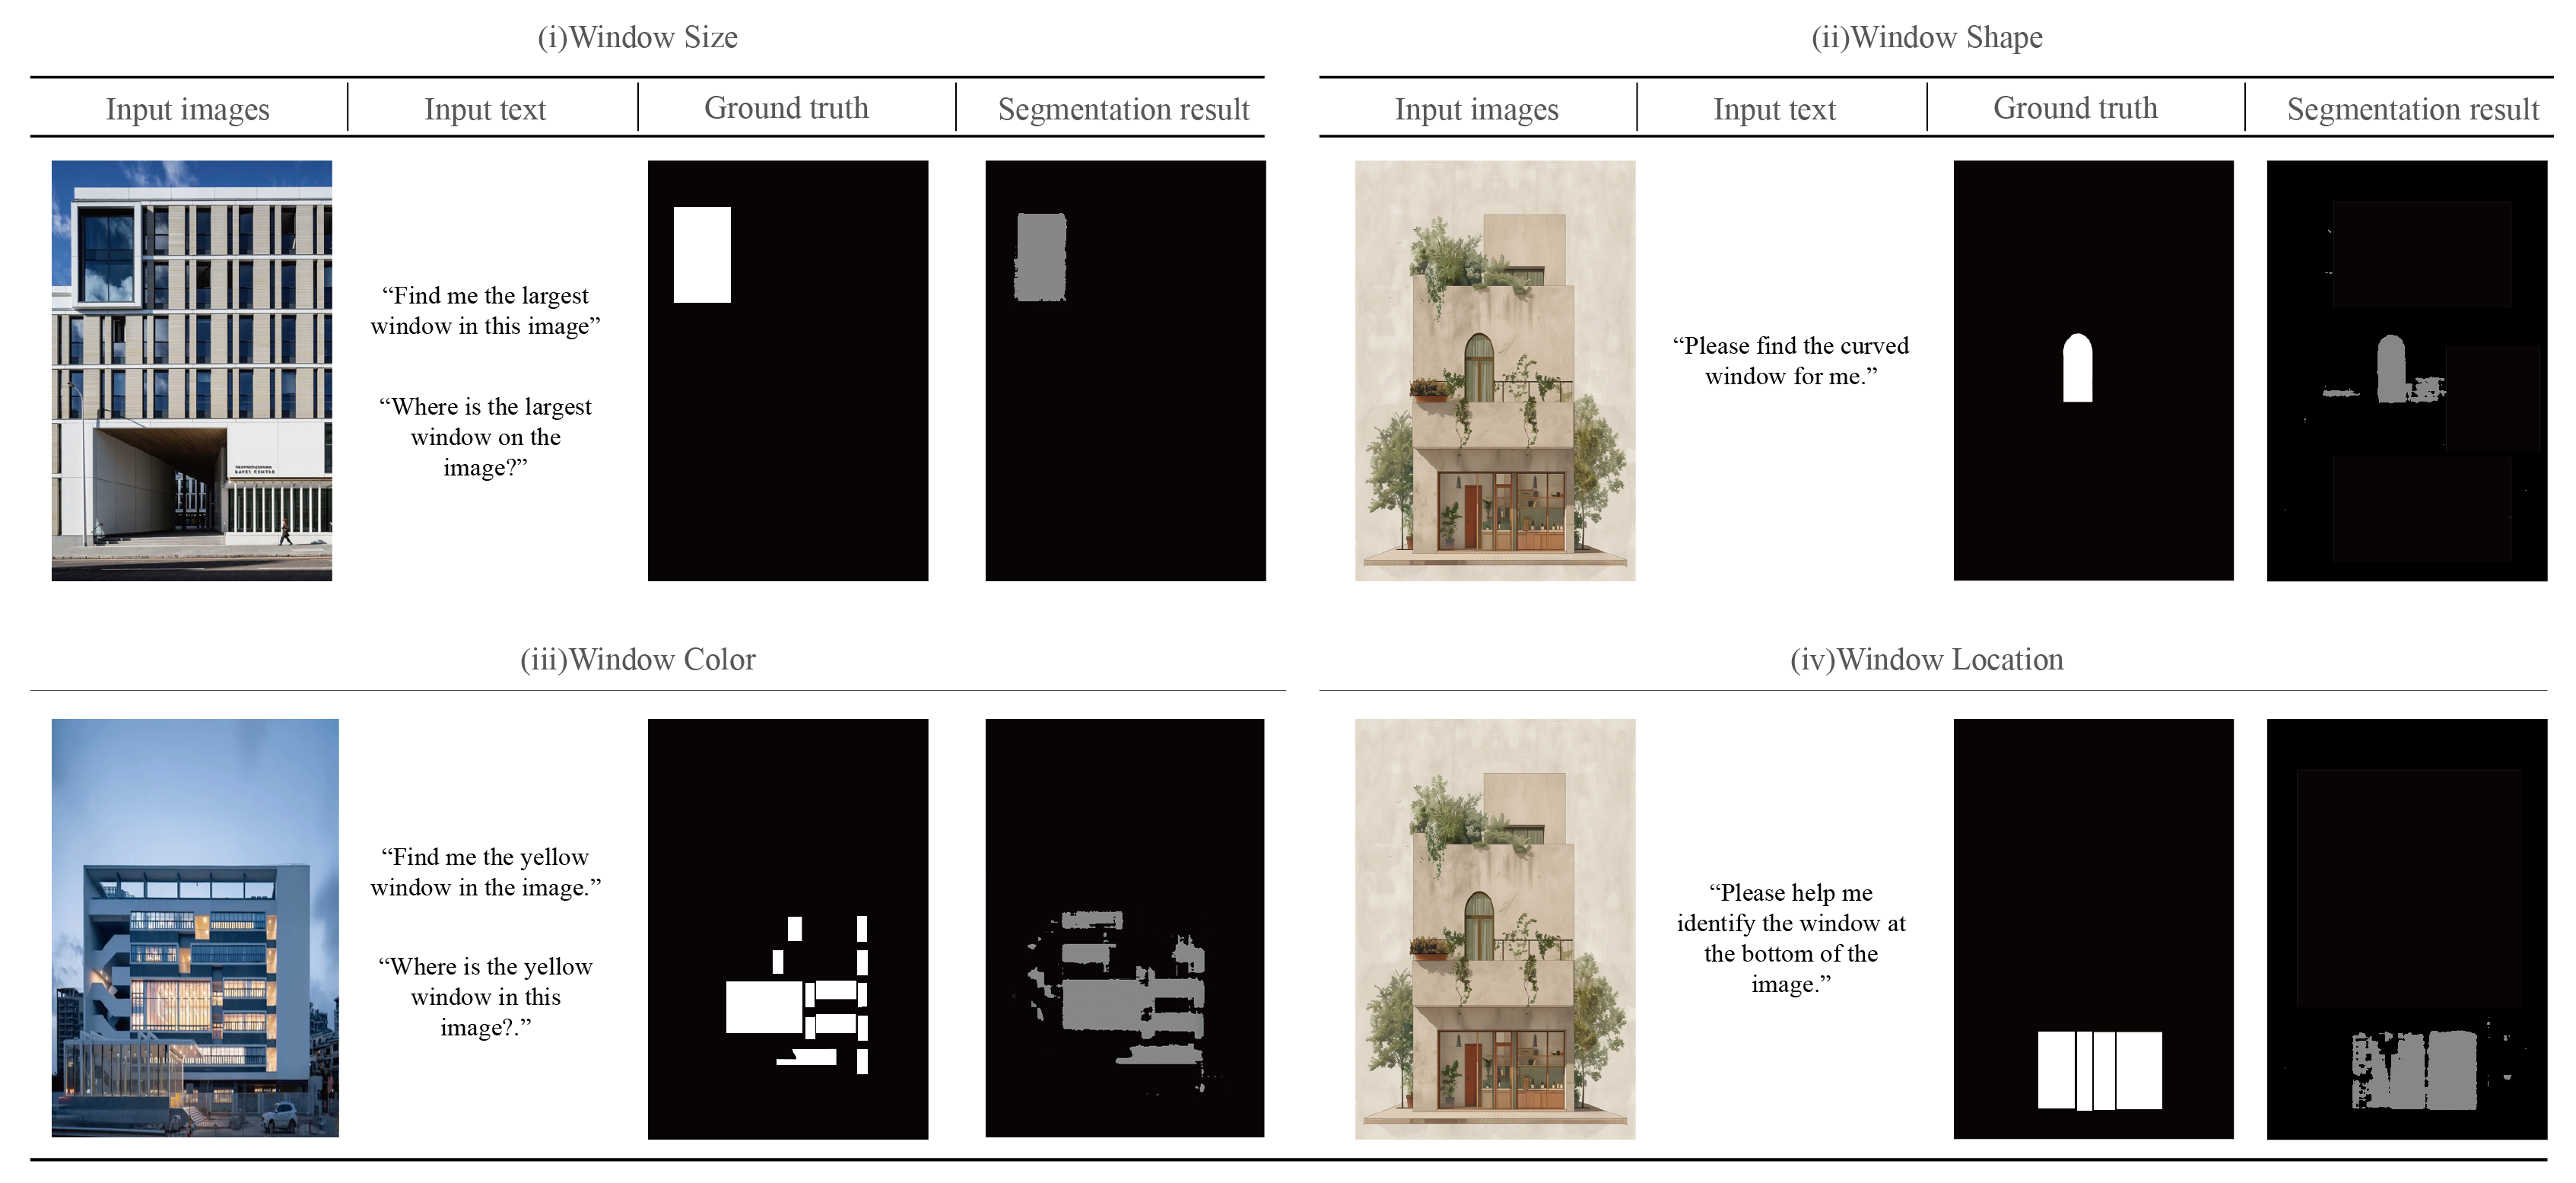 (i)Window Size
Input images
Input text
Ground truth
Segmentation result
“Find me the largest
window in this image”
“Where is the largest
window on the
image?”
(ii)Window Shape
Input images
Input text
Ground truth
Segmentation result
“Please find the curved
window for me.”
(iii)Window Color
“Find me the yellow
window in the image.”
“Where is the yellow
window in this
image?.”
(iv)Window Location
“Please help me
identify the window at
the bottom of the
image.”